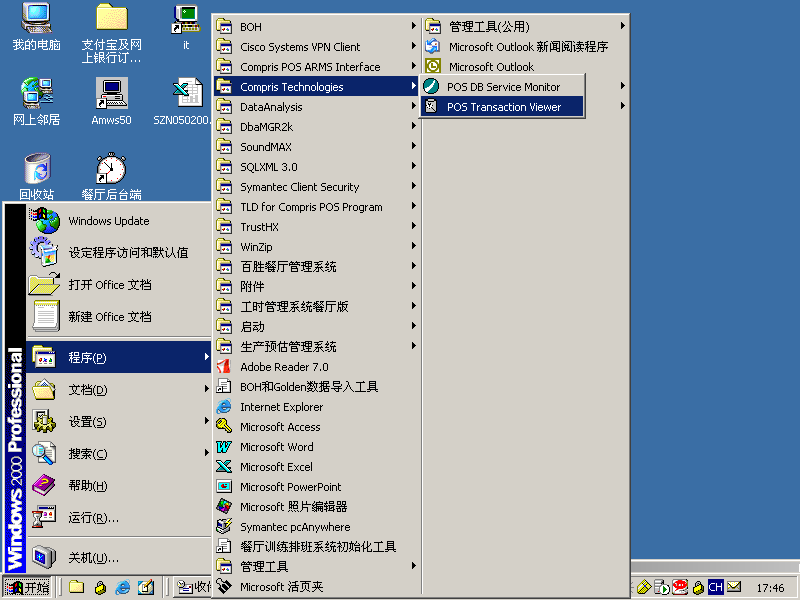 我的电脑
支付宝及网
上银行订...
it
网上邻居
Amws50
SZN050200.
回收站
餐厅后台端
Windows Update
设定程序访问和默认值
打开 Office 文档
新建 Office 文档
程序(P)
文档(D)
设置(S)
搜索(C)
帮助(H)
运行(R)...
关机(U)...
Windows 2000 Professional
BOH
Cisco Systems VPN Client
Compris POS ARMS Interface
Compris Technologies
DataAnalysis
DbaMGR2k
SoundMAX
SQLXML 3.0
Symantec Client Security
TLD for Compris POS Program
TrustHX
WinZip
百胜餐厅管理系统
附件
工时管理系统餐厅版
启动
生产预估管理系统
Adobe Reader 7.0
BOH和Golden数据导入工具
Internet Explorer
Microsoft Access
Microsoft Word
Microsoft Excel
Microsoft PowerPoint
Microsoft 照片编辑器
Symantec pcAnywhere
餐厅训练排班系统初始化工具
管理工具
Microsoft 活页夹
管理工具(公用)
Microsoft Outlook 新闻阅读程序
Microsoft Outlook
POS DB Service Monitor
POS Transaction Viewer
开始
收
CH
17:46